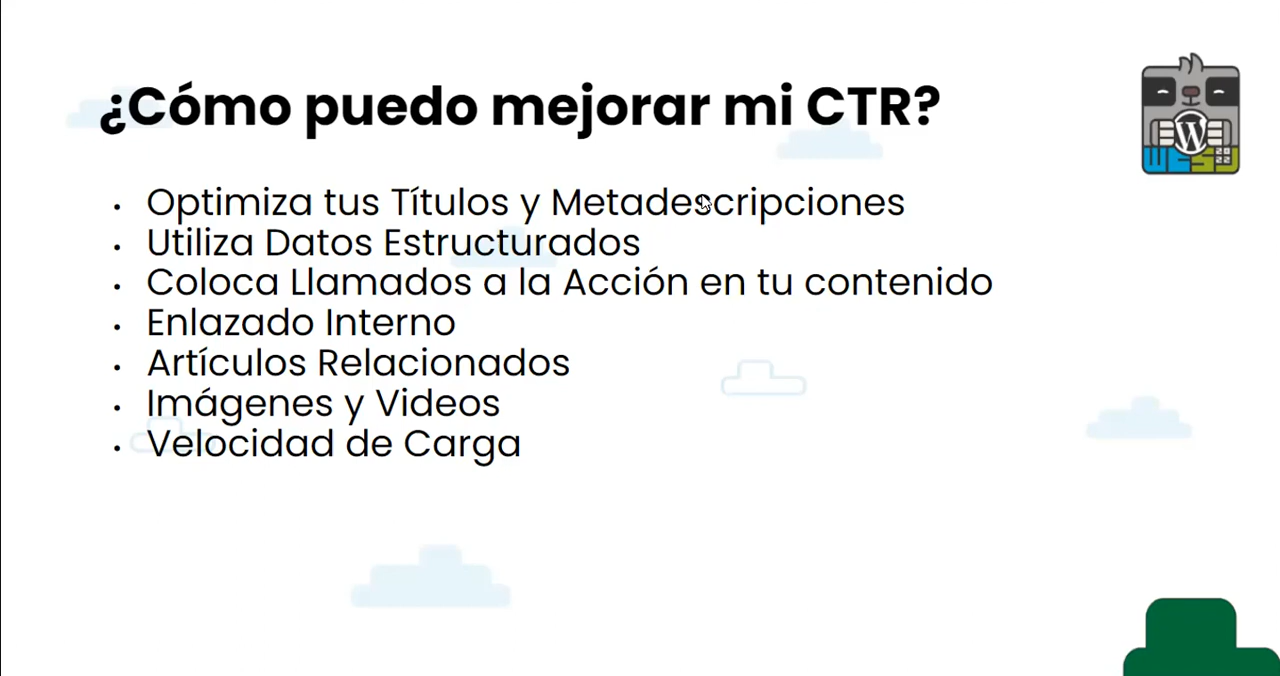 ¿Cómo puedo mejorar mi CTR?
• Optimiza tus Títulos y Metadescripciones
• Utiliza Datos Estructurados
• Coloca Llamados a la Acción en tu contenido
• Enlazado Interno
• Artículos Relacionados
• Imágenes y Videos
• Velocidad de Carga